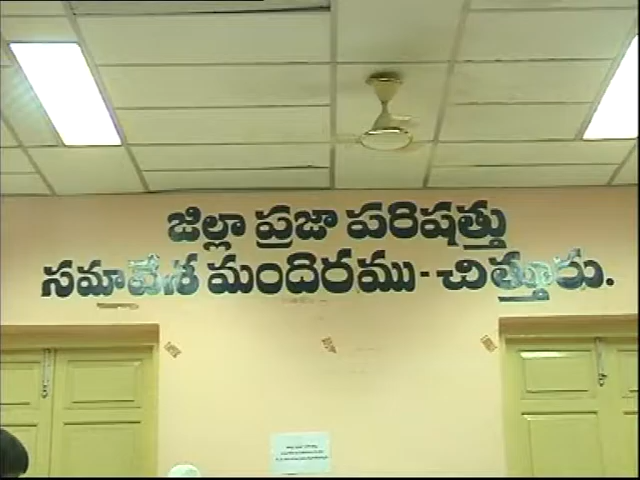 జిల్లా ప్రజా పరిషత్తు
సమావేశ మందిరము - చిత్తూరు.